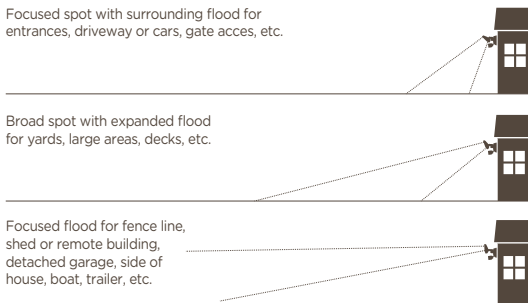 Focused spot with surrounding flood for
entrances, driveway or cars, gate acces, etc.
Broad spot with expanded flood
for yards, large areas, decks, etc.
Focused flood for fence line,
shed or remote building,
detached garage, side of
house, boat, trailer, etc.